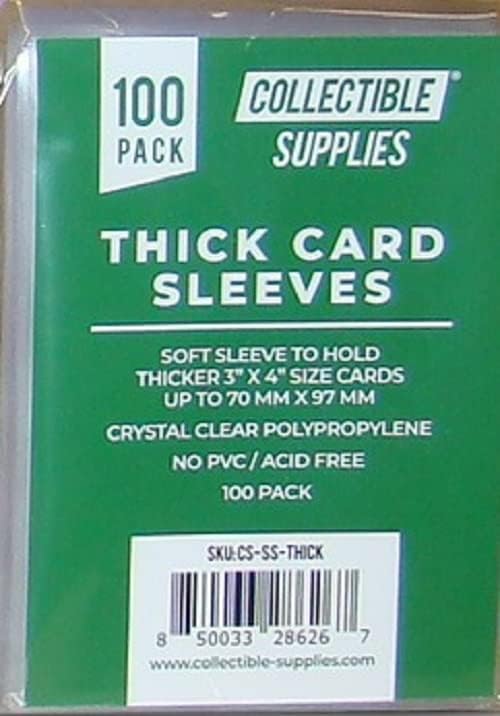 100
PACK
COLLECTIBLE®
SUPPLIES
THICK CARD
SLEEVES
SOFT SLEEVE TO HOLD
THICKER 3" X 4" SIZE CARDS
UP TO 70 MM X 97 MM
CRYSTAL CLEAR POLYPROPYLENE
NO PVC / ACID FREE
100 PACK
SKU:CS-SS-THICK
8 50033 28626 7
www.collectible-supplies.com